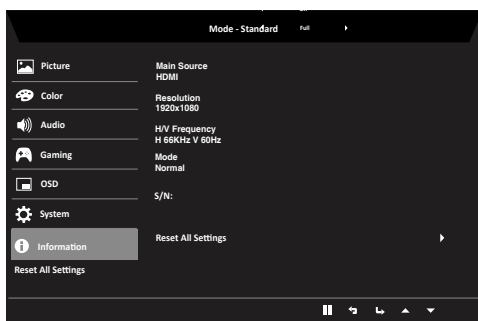 Mode - Standard Full
Picture
Color
Audio
Gaming
OSD
System
Information
Reset All Settings
Main Source
HDMI
Resolution
1920x1080
H/V Frequency
H 66KHz V 60Hz
Mode
Normal
S/N:
Reset All Settings